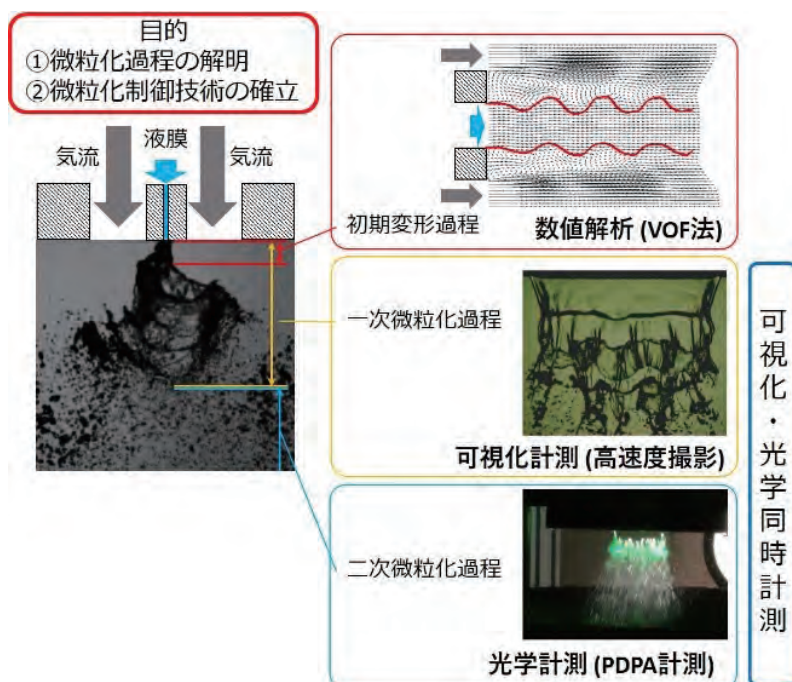 目的
①微粒化過程の解明
②微粒化制御技術の確立
気流
液膜
気流
初期変形過程
数値解析 (VOF法)
一次微粒化過程
可視化計測 (高速度撮影)
二次微粒化過程
光学計測 (PDPA計測)
可視化・光学同時計測